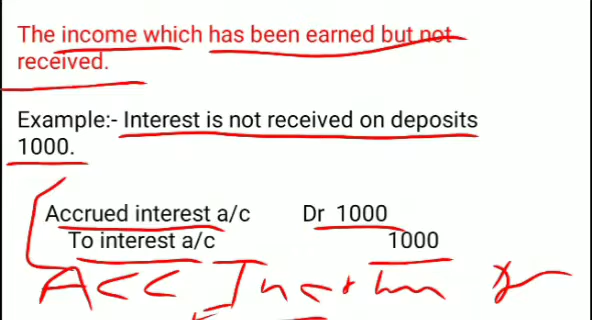 The income which has been earned but not
received.
Example:- Interest is not received on deposits
1000.
Accrued interest a/c Dr 1000
To interest a/c 1000
ACC